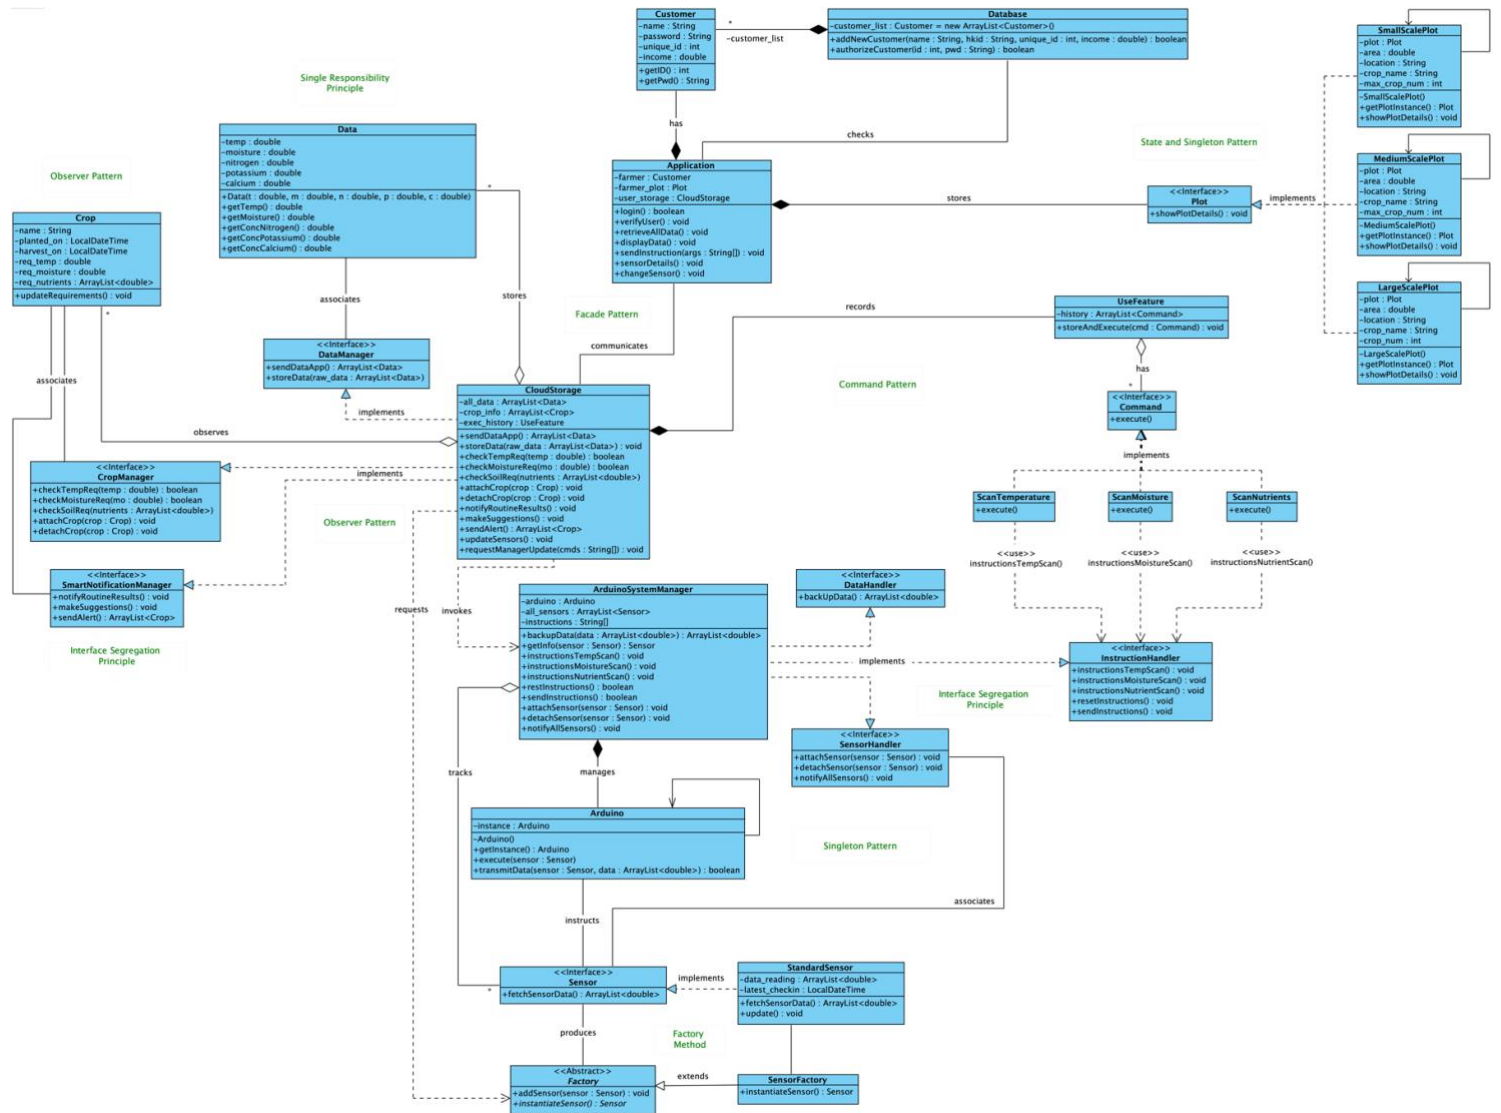 Customer
-name : String
-password : String
-unique_id : int
-income : double
+getID() : int
+getPwd() : String
*
-customer_list
Database
-customer_list : Customer = new ArrayList<Customer>()
+addNewCustomer(name : String, hkid : String, unique_id : int, income : double) : boolean
+authorizeCustomer(id : int, pwd : String) : boolean
has
checks
SmallScalePlot
-plot : Plot
-area : double
-location : String
-crop_name : String
-max_crop_num : int
-SmallScalePlot()
+getPlotInstance() : Plot
+showPlotDetails() : void
Single Responsibility
Principle
State and Singleton Pattern
Observer Pattern
Data
-temp : double
-moisture : double
-nitrogen : double
-potassium : double
-calcium : double
+Data(t : double, m : double, n : double, p : double, c : double)
+getTemp() : double
+getMoisture() : double
+getConcNitrogen() : double
+getConcPotassium() : double
+getConcCalcium() : double
*
Application
-farmer : Customer
-farmer_plot : Plot
-user_storage : CloudStorage
+login() : boolean
+verifyUser() : void
+retrieveAllData() : void
+displayData() : void
+sendInstruction(args : String[]) : void
+sensorDetails() : void
+changeSensor() : void
stores
<<Interface>>
Plot
+showPlotDetails() : void
implements
MediumScalePlot
-plot : Plot
-area : double
-location : String
-crop_name : String
-max_crop_num : int
-MediumScalePlot()
+getPlotInstance() : Plot
+showPlotDetails() : void
Crop
-name : String
-planted_on : LocalDateTime
-harvest_on : LocalDateTime
-req_temp : double
-req_moisture : double
-req_nutrients : ArrayList<double>
+updateRequirements() : void
*
associates
stores
Facade Pattern
communicates
records
UseFeature
-history : ArrayList<Command>
+storeAndExecute(cmd : Command) : void
LargeScalePlot
-plot : Plot
-area : double
-location : String
-crop_name : String
-crop_num : int
-LargeScalePlot()
+getPlotInstance() : Plot
+showPlotDetails() : void
<<Interface>>
DataManager
+sendDataApp() : ArrayList<Data>
+storeData(raw_data : ArrayList<Data>)
associates
implements
Command Pattern
has
*
<<Interface>>
Command
+execute()
CloudStorage
-all_data : ArrayList<Data>
-crop_info : ArrayList<Crop>
-exec_history : UseFeature
+sendDataApp() : ArrayList<Data>
+storeData(raw_data : ArrayList<Data>) : void
+checkTempReq(temp : double) : boolean
+checkMoistureReq(mo : double) : boolean
+checkSoilReq(nutrients : ArrayList<double>)
+attachCrop(crop : Crop) : void
+detachCrop(crop : Crop) : void
+notifyRoutineResults() : void
+makeSuggestions() : void
+sendAlert() : ArrayList<Crop>
+updateSensors() : void
+requestManagerUpdate(cmds : String[]) : void
observes
implements
implements
<<Interface>>
CropManager
+checkTempReq(temp : double) : boolean
+checkMoistureReq(mo : double) : boolean
+checkSoilReq(nutrients : ArrayList<double>)
+attachCrop(crop : Crop) : void
+detachCrop(crop : Crop) : void
ScanTemperature
+execute()
ScanMoisture
+execute()
ScanNutrients
+execute()
Observer Pattern
<<use>>
instructionsTempScan()
<<use>>
instructionsMoistureScan()
<<use>>
instructionsNutrientScan()
<<Interface>>
SmartNotificationManager
+notifyRoutineResults() : void
+makeSuggestions() : void
+sendAlert() : ArrayList<Crop>
requests
invokes
ArduinoSystemManager
-arduino : Arduino
-all_sensors : ArrayList<Sensor>
-instructions : String[]
+backupData(data : ArrayList<double>) : ArrayList<double>
+getInfo(sensor : Sensor) : Sensor
+instructionsTempScan() : void
+instructionsMoistureScan() : void
+instructionsNutrientScan() : void
+restInstructions() : boolean
+sendInstructions() : boolean
+attachSensor(sensor : Sensor) : void
+detachSensor(sensor : Sensor) : void
+notifyAllSensors() : void
<<Interface>>
DataHandler
+backUpData() : ArrayList<double>
Interface Segregation
Principle
implements
Interface Segregation
Principle
<<Interface>>
InstructionHandler
+instructionsTempScan() : void
+instructionsMoistureScan() : void
+instructionsNutrientScan() : void
+resetInstructions() : void
+sendInstructions() : void
<<Interface>>
SensorHandler
+attachSensor(sensor : Sensor) : void
+detachSensor(sensor : Sensor) : void
+notifyAllSensors() : void
tracks
manages
Arduino
-instance : Arduino
-Arduino()
+getInstance() : Arduino
+execute(sensor : Sensor)
+transmitData(sensor : Sensor, data : ArrayList<double>) : boolean
Singleton Pattern
associates
instructs
*
<<Interface>>
Sensor
+fetchSensorData() : ArrayList<double>
implements
StandardSensor
-data_reading : ArrayList<double>
-latest_checkin : LocalDateTime
+fetchSensorData() : ArrayList<double>
+update() : void
produces
Factory
Method
<<Abstract>>
Factory
+addSensor(sensor : Sensor) : void
+instantiateSensor() : Sensor
extends
SensorFactory
+instantiateSensor() : Sensor